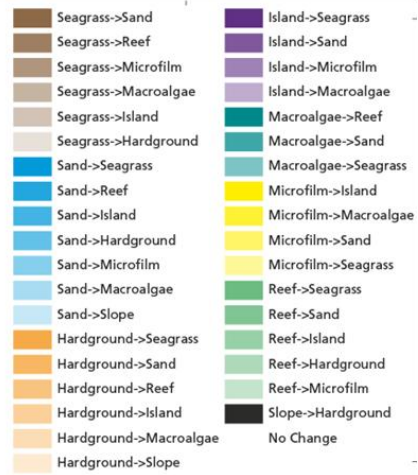 Seagrass->Sand
Seagrass->Reef
Seagrass->Microfilm
Seagrass->Macroalgae
Seagrass->Island
Seagrass->Hardground
Sand->Seagrass
Sand->Reef
Sand->Island
Sand->Hardground
Sand->Microfilm
Sand->Macroalgae
Sand->Slope
Hardground->Seagrass
Hardground->Sand
Hardground->Reef
Hardground->Island
Hardground->Macroalgae
Hardground->Slope
Island->Seagrass
Island->Sand
Island->Microfilm
Island->Macroalgae
Macroalgae->Reef
Macroalgae->Sand
Macroalgae->Seagrass
Microfilm->Island
Microfilm->Macroalgae
Microfilm->Sand
Microfilm->Seagrass
Reef->Seagrass
Reef->Sand
Reef->Island
Reef->Hardground
Reef->Microfilm
Slope->Hardground
No Change